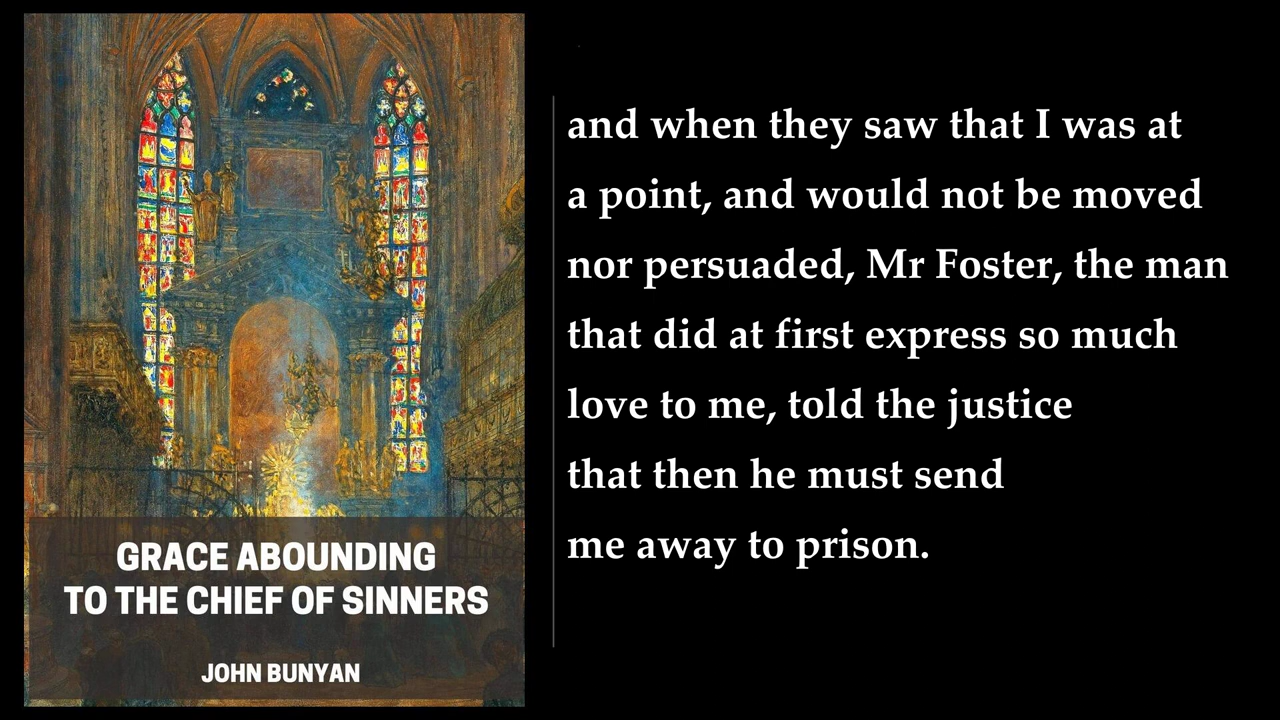 GRACE ABOUNDING
TO THE CHIEF OF SINNERS
JOHN BUNYAN
and when they saw that I was at
a point, and would not be moved
nor persuaded, Mr Foster, the man
that did at first express so much
love to me, told the justice
that then he must send
me away to prison.